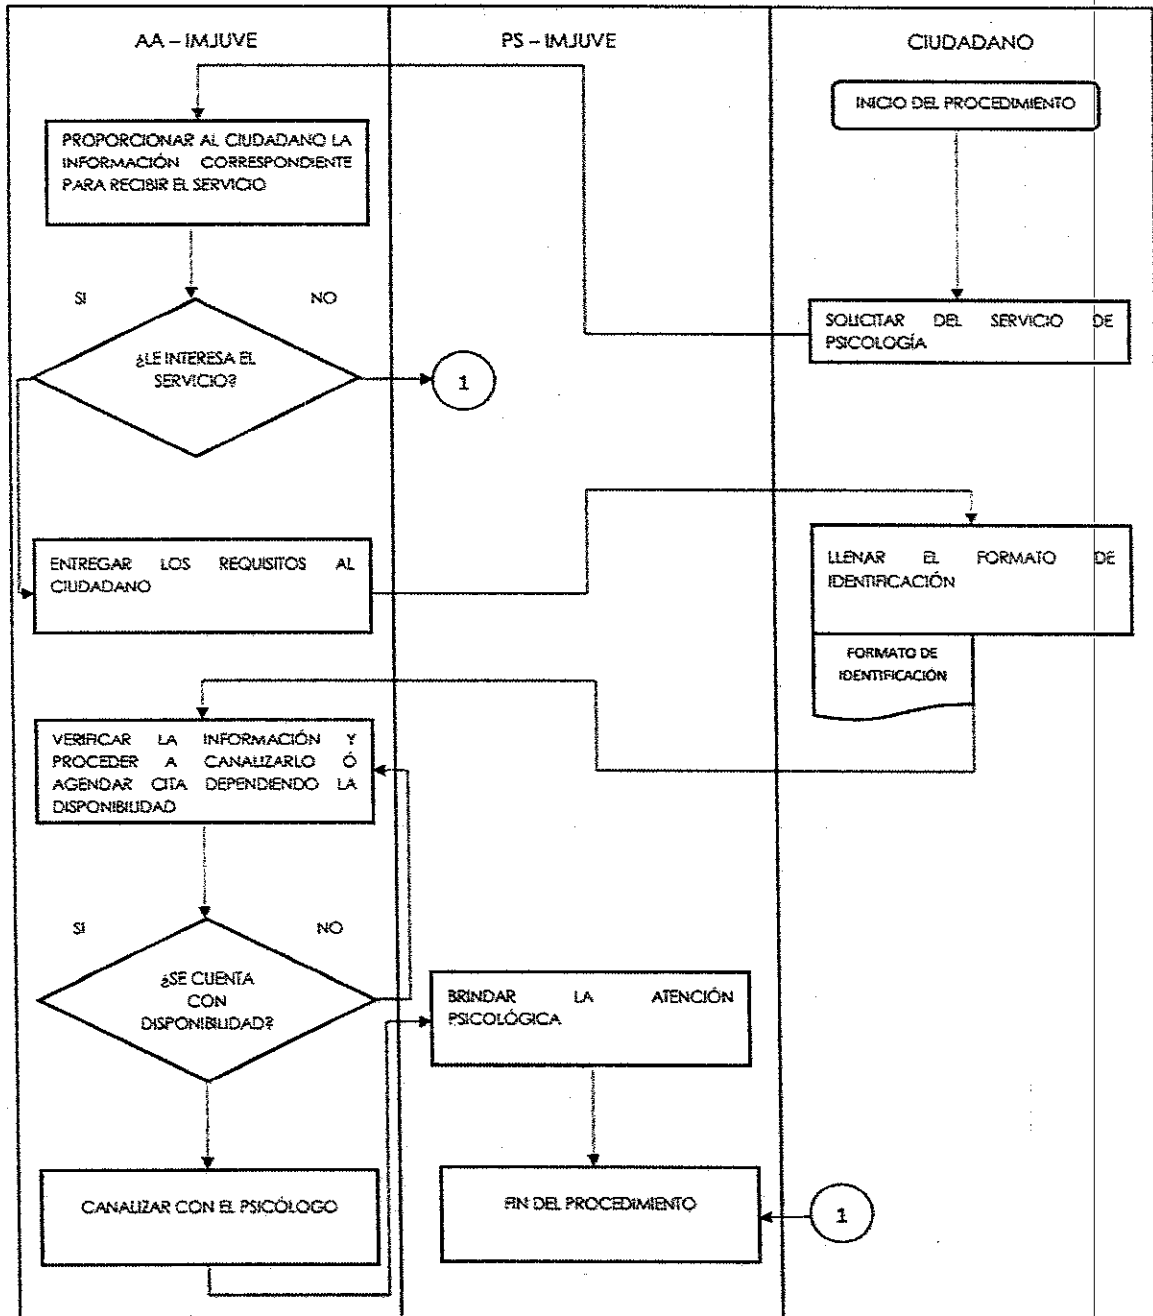 AA – IMJUVE
PS – IMJUVE
CIUDADANO
INICIO DEL PROCEDIMIENTO
PROPORCIONAR AL CIUDADANO LA
INFORMACIÓN CORRESPONDIENTE
PARA RECIBIR EL SERVICIO
SOLICITAR DEL SERVICIO DE
PSICOLOGÍA
SI
NO
¿LE INTERESA EL
SERVICIO?
1
ENTREGAR LOS REQUISITOS AL
CIUDADANO
LLENAR EL FORMATO DE
IDENTIFICACIÓN
FORMATO DE
IDENTIFICACIÓN
VERIFICAR LA INFORMACIÓN Y
PROCEDER A CANALIZARLO Ó
AGENDAR CITA DEPENDIENDO LA
DISPONIBILIDAD
SI
NO
¿SE CUENTA
CON
DISPONIBILIDAD?
BRINDAR LA ATENCIÓN
PSICOLÓGICA
CANALIZAR CON EL PSICÓLOGO
FIN DEL PROCEDIMIENTO
1